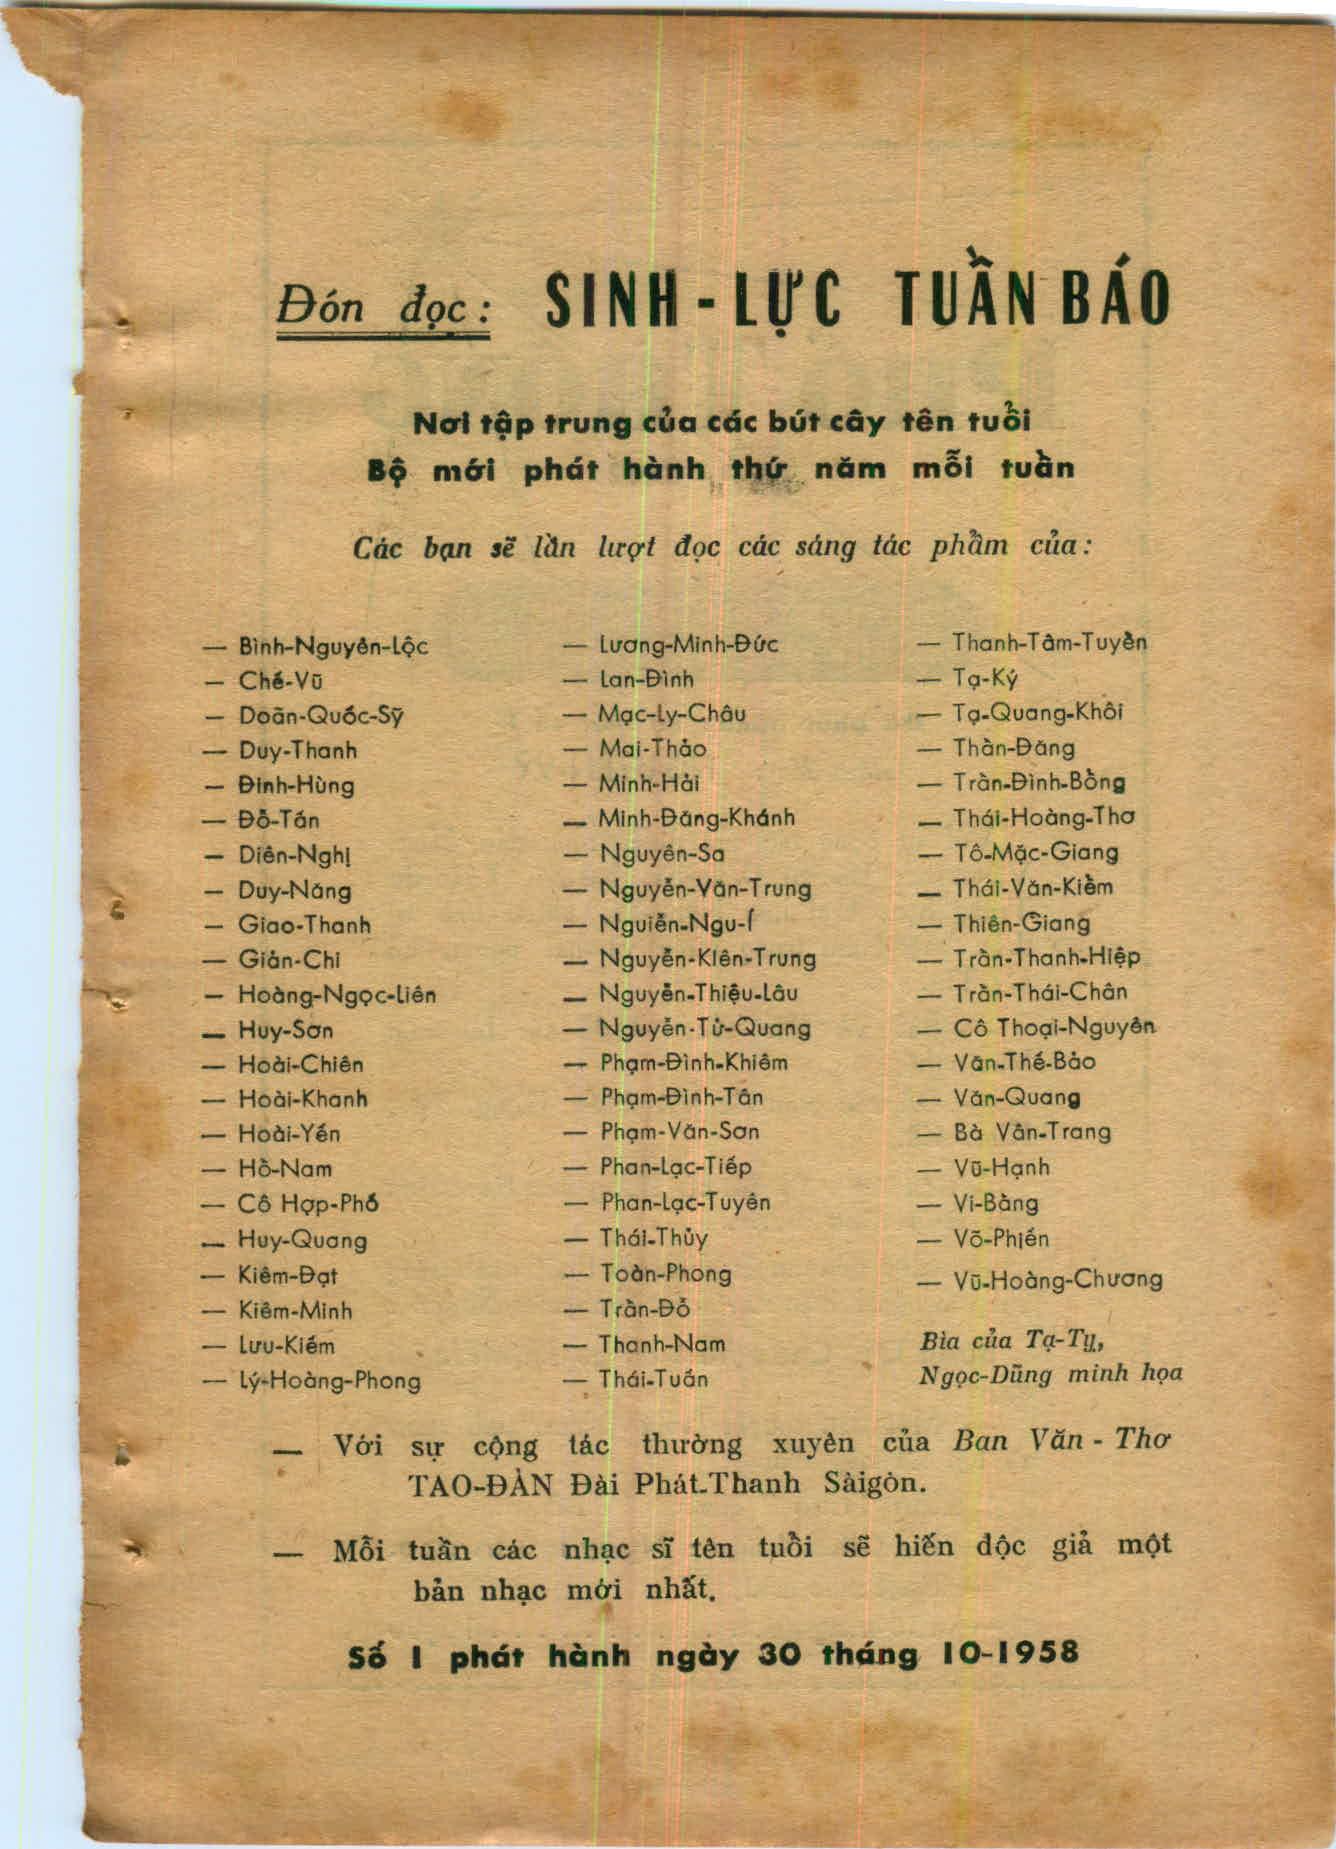 Đón đọc: SINH-LỰC TUẦN BÁO
Nơi tập trung của các bút cây tên tuổi
Bộ mới phát hành thứ năm mỗi tuần
Các bạn sẽ lần lượt đọc các sáng tác phẩm của:
— Bình-Nguyên-Lộc
— Chế-Vũ
— Doãn-Quốc-Sỹ
— Duy-Thanh
— Đinh-Hùng
— Đỗ-Tấn
— Diên-Nghị
— Duy-Năng
— Giao-Thanh
— Giản-Chi
— Hoàng-Ngọc-Liên
— Huy-Sơn
— Hoài-Chiên
— Hoài-Khanh
— Hoài-Yến
— Hồ-Nam
— Cô Hợp-Phố
— Huy-Quang
— Kiêm-Đạt
— Kiêm-Minh
— Lưu-Kiếm
— Lý-Hoàng-Phong
— Lương-Minh-Đức
— Lan-Đình
— Mạc-Ly-Châu
— Mai-Thảo
— Minh-Hải
— Minh-Đăng-Khánh
— Nguyên-Sa
— Nguyễn-Văn-Trung
— Nguiễn-Ngu-Í
— Nguyễn-Kiên-Trung
— Nguyễn-Thiệu-Lâu
— Nguyễn-Tử-Quang
— Phạm-Đình-Khiêm
— Phạm-Đình-Tân
— Phạm-Văn-Sơn
— Phan-Lạc-Tiếp
— Phan-Lạc-Tuyên
— Thái-Thủy
— Toàn-Phong
— Trần-Đỗ
— Thanh-Nam
— Thái-Tuấn
— Thanh-Tâm-Tuyền
— Tạ-Ký
— Tạ-Quang-Khôi
— Thần-Đăng
— Trần-Đình-Bồng
— Thái-Hoàng-Thơ
— Tô-Mặc-Giang
— Thái-Văn-Kiềm
— Thiên-Giang
— Trần-Thanh-Hiệp
— Trần-Thái-Chân
— Cô Thoại-Nguyên
— Văn-Thế-Bảo
— Văn-Quang
— Bà Vân-Trang
— Vũ-Hạnh
— Vi-Bằng
— Võ-Phiến
— Vũ-Hoàng-Chương
Bìa của Tạ-Tỵ,
Ngọc-Dũng minh họa
— Với sự cộng tác thường xuyên của Ban Văn - Thơ
TAO-ĐÀN Đài Phát-Thanh Sàigòn.
— Mỗi tuần các nhạc sĩ tên tuổi sẽ hiến độc giả một
bản nhạc mới nhất.
Số 1 phát hành ngày 30 tháng 10-1958